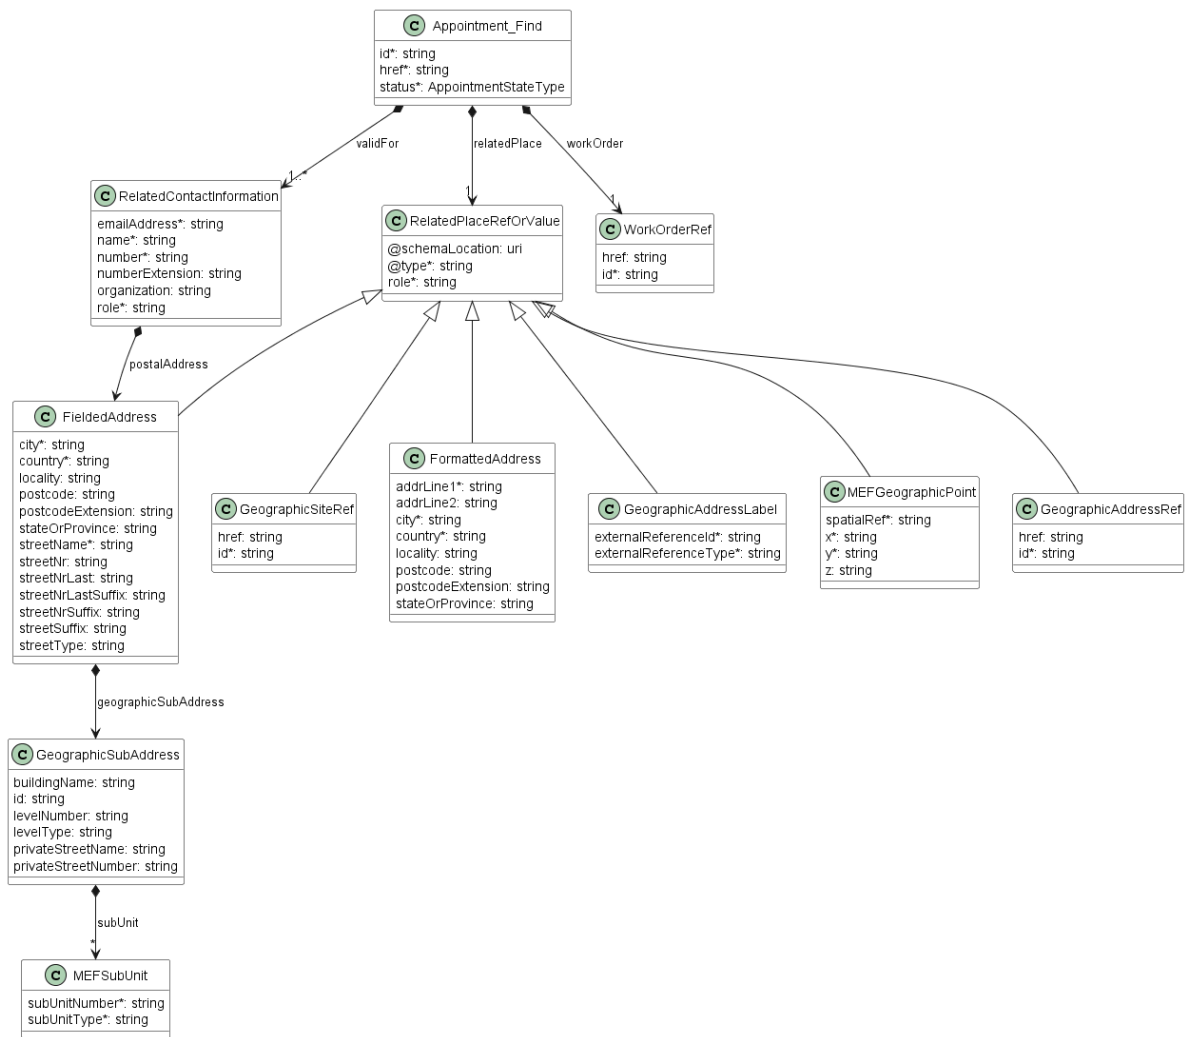 C Appointment_Find
id*: string
href*: string
status*: AppointmentStateType
validFor
relatedPlace
workOrder
1..*
1
1
C RelatedContactInformation
emailAddress*: string
name*: string
number*: string
numberExtension: string
organization: string
role*: string
C RelatedPlaceRefOrValue
@schemaLocation: uri
@type*: string
role*: string
C WorkOrderRef
href: string
id*: string
postalAddress
C FieldedAddress
city*: string
country*: string
locality: string
postcode: string
postcodeExtension: string
stateOrProvince: string
streetName*: string
streetNr: string
streetNrLast: string
streetNrLastSuffix: string
streetNrSuffix: string
streetSuffix: string
streetType: string
C GeographicSiteRef
href: string
id*: string
C FormattedAddress
addrLine1*: string
addrLine2: string
city*: string
country*: string
locality: string
postcode: string
postcodeExtension: string
stateOrProvince: string
C GeographicAddressLabel
externalReferenceId*: string
externalReferenceType*: string
C MEFGeographicPoint
spatialRef*: string
x*: string
y*: string
z: string
C GeographicAddressRef
href: string
id*: string
geographicSubAddress
C GeographicSubAddress
buildingName: string
id: string
levelNumber: string
levelType: string
privateStreetName: string
privateStreetNumber: string
subUnit
*
C MEFSubUnit
subUnitNumber*: string
subUnitType*: string